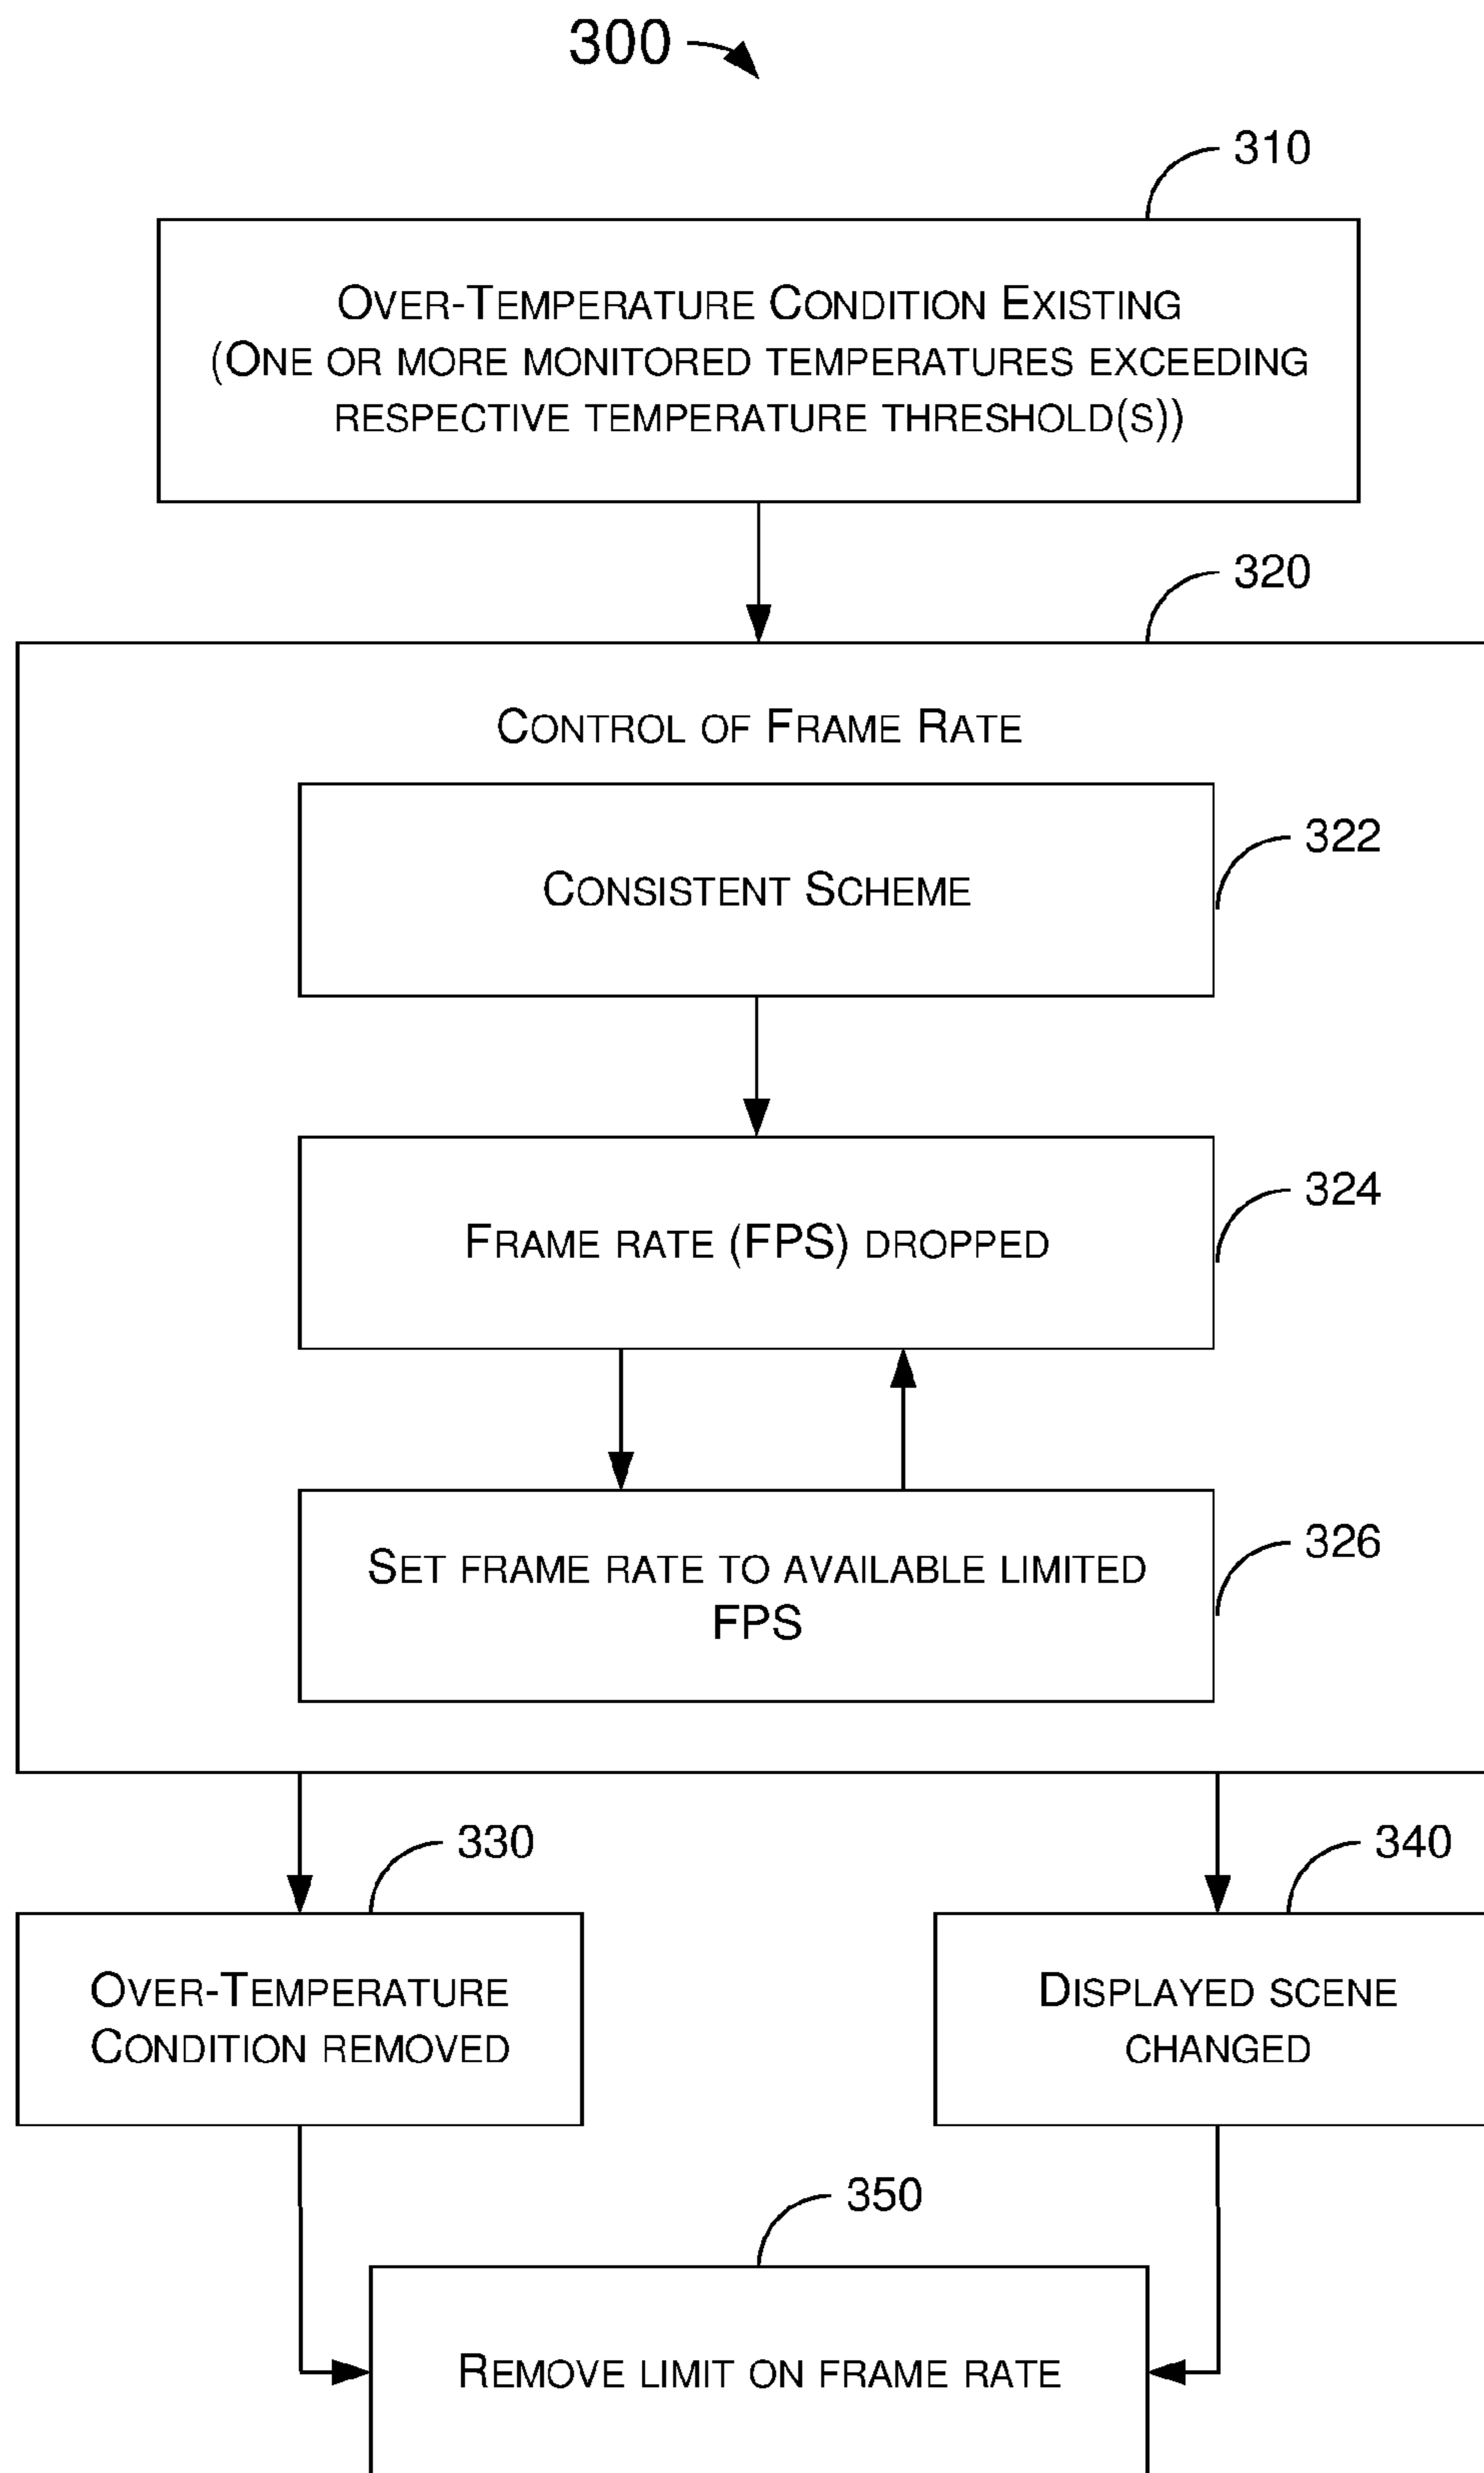 300
310
OVER-TEMPERATURE CONDITION EXISTING
(ONE OR MORE MONITORED TEMPERATURES EXCEEDING
RESPECTIVE TEMPERATURE THRESHOLD(S))
320
CONTROL OF FRAME RATE
322
CONSISTENT SCHEME
324
FRAME RATE (FPS) DROPPED
326
SET FRAME RATE TO AVAILABLE LIMITED
FPS
330
OVER-TEMPERATURE
CONDITION REMOVED
340
DISPLAYED SCENE
CHANGED
350
REMOVE LIMIT ON FRAME RATE